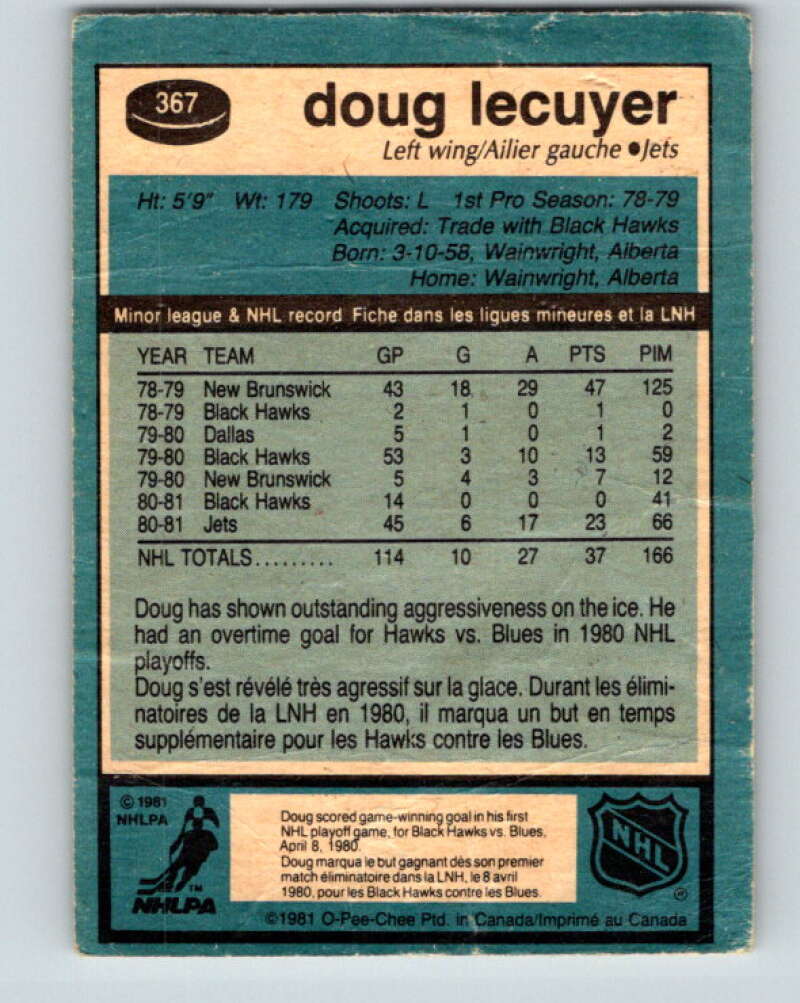 367
doug lecuyer
Left wing/Ailier gauche ●Jets
Ht: 5'9" Wt: 179 Shoots: L 1st Pro Season: 78-79
Acquired: Trade with Black Hawks
Born: 3-10-58, Wainwright, Alberta
Home: Wainwright, Alberta
Minor league & NHL record Fiche dans les ligues mineures et la LNH
YEAR TEAM GP G A PTS PIM
78-79 New Brunswick 43 18 29 47 125
78-79 Black Hawks 2 1 0 1 0
79-80 Dallas 5 1 0 1 2
79-80 Black Hawks 53 3 10 13 59
79-80 New Brunswick 5 4 3 7 12
80-81 Black Hawks 14 0 0 0 41
80-81 Jets 45 6 17 23 66
NHL TOTALS......... 114 10 27 37 166
Doug has shown outstanding aggressiveness on the ice. He
had an overtime goal for Hawks vs. Blues in 1980 NHL
playoffs.
Doug s'est révélé très agressif sur la glace. Durant les élimi-
natoires de la LNH en 1980, il marqua un but en temps
supplémentaire pour les Hawks contre les Blues.
© 1981
NHLPA
TM
NHLPA
Doug scored game-winning goal in his first
NHL playoff game, for Black Hawks vs. Blues,
April 8, 1980.
Doug marqua le but gagnant dès son premier
match éliminatoire dans la LNH, le 8 avril
1980, pour les Black Hawks contre les Blues.
NHL
®
©1981 O-Pee-Chee Ptd. in Canada/Imprimé au Canada